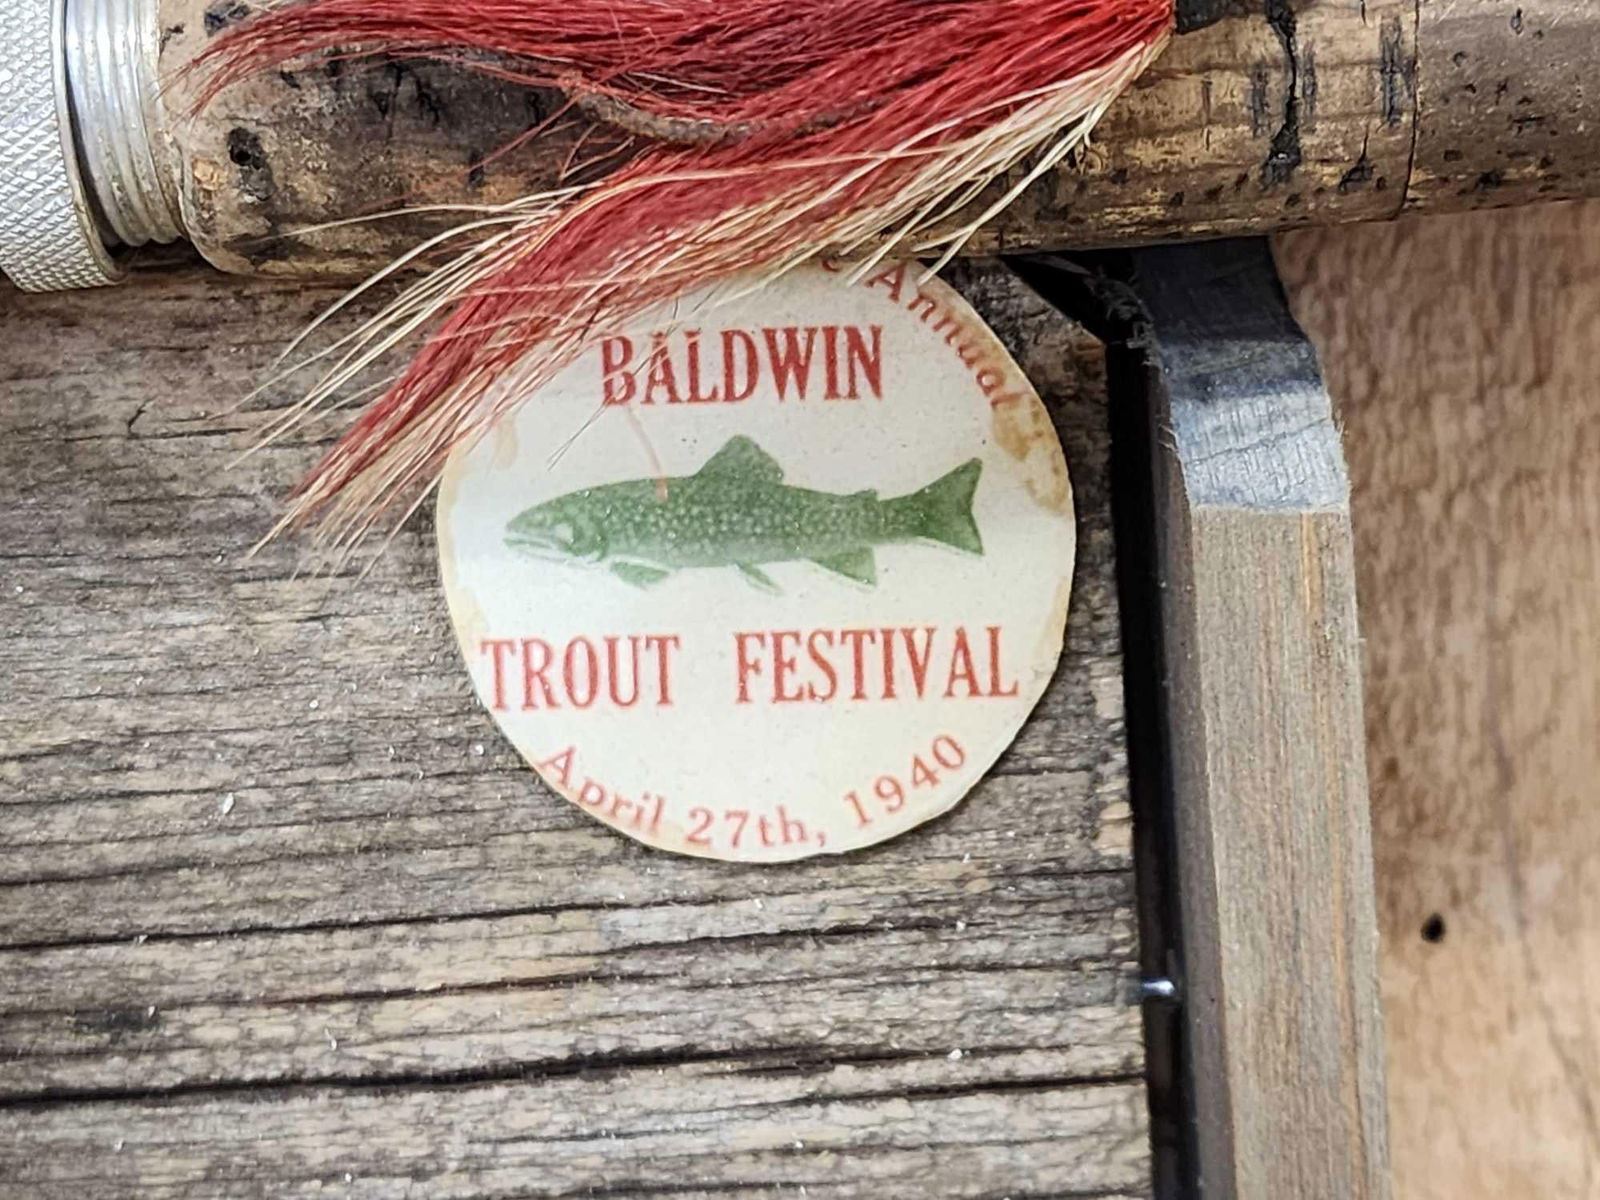 Annual
BALDWIN
TROUT FESTIVAL
April 27th, 1940